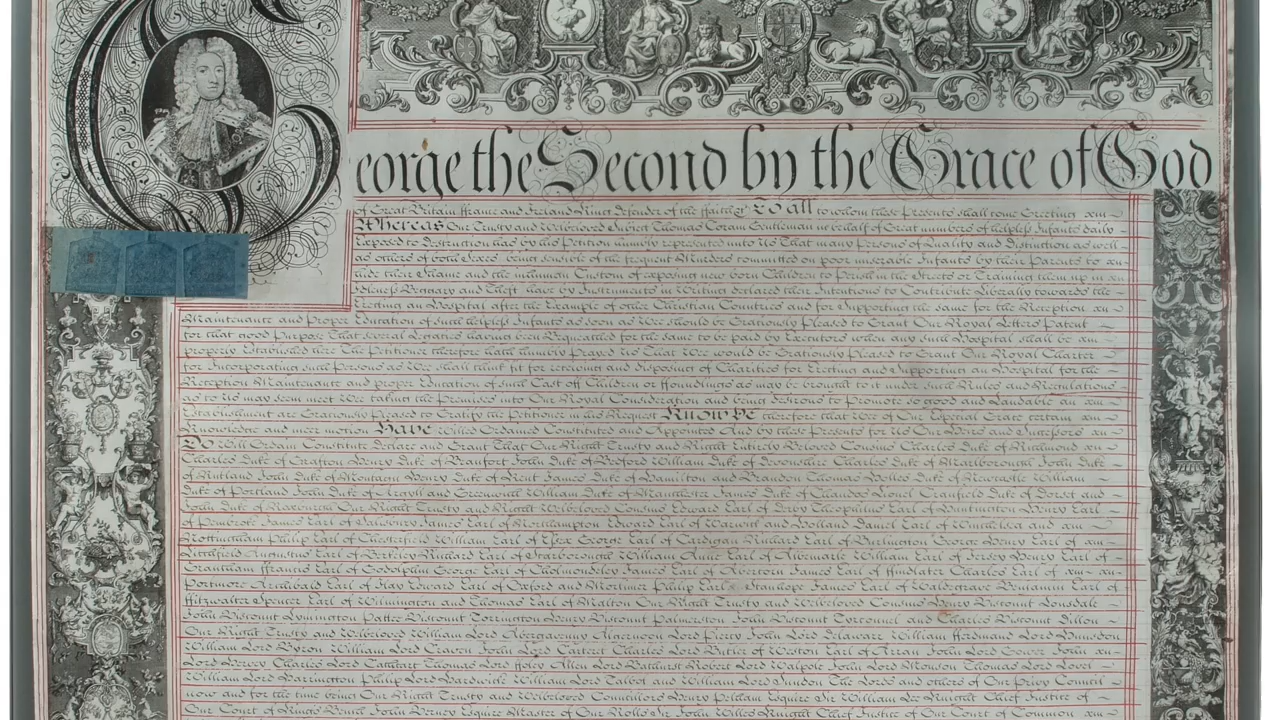 George the Second by the Grace of God
of Great Britain ffrance and Ireland King Defender of the ffaith &c To all to whom these Presents shall come Greeting
Whereas Our Trusty and Welbeloved Subject Thomas Coram Gentleman in behalf of Great numbers of helpless Infants daily
Exposed to destruction has by his Petition humbly represented unto Us That many Persons of Quality and distinction as well
as others of both Sexes being sensible of the frequent Murders committed on poor miserable Infants by their Parents to
hide their Shame and the inhuman Custom of exposing new born Children to Perish in the Streets or Training them up in
Idleness Beggary and Theft have by Instruments in Writing declared their Intentions to Contribute Liberally towards the
Erecting an Hospital after the Example of other Christian Countries and for Supporting the same for the Reception
Maintenance and Proper Education of such helpless Infants as soon as We should be Graciously Pleased to Grant Our Royal Letters Patent
for that good Purpose That several Legacies having been Bequeathed for the same to be paid by Executors when any such Hospital shall be
properly Established here The Petitioner therefore hath humbly prayed Us That We would be Graciously Pleased to Grant Our Royal Charter
for Incorporating such Persons as We shall think fit for receiving and disposing of Charities for Erecting and Supporting an Hospital for the
Reception Maintenance and proper Education of such Cast off Children or ffoundlings as may be brought to it under such Rules and Regulations
as to Us may seem meet We taking the Premises into Our Royal Consideration and being desirous to Promote so good and Laudable
Establishment are Graciously Pleased to Gratify the Petitioner in his Request Know Ye therefore that We of Our Especial Grace certain
Knowledge and meer motion Have Willed Ordained Constituted and Appointed And by these Presents for Us Our Heirs and Successors
Do Will Ordain Constitute Declare and Grant That Our Right Trusty and Right Entirely Beloved Cousins Charles Duke of Richmond
Charles Duke of Grafton Henry Duke of Beaufort John Duke of Bedford William Duke of Devonshire Charles Duke of Marlborough John Duke
of Rutland John Duke of Montagu Henry Duke of Kent James Duke of Hamilton and Brandon Thomas Holles Duke of Newcastle William
Duke of Portland John Duke of Argyll and Greenwich William Duke of Manchester James Duke of Chandos Lionel Cranfield Duke of Dorset and
John Duke of Our Right Trusty and Right Welbeloved Cousins Edward Earl of Derby Theophilus Earl of Huntington Henry Earl
of Pembroke James Earl of Salisbury James Earl of Northampton Edward Earl of Warwick and Holland Daniel Earl of Winchelsea and
Nottingham Philip Earl of Chesterfield William Earl of Essex George Earl of Cardigan Richard Earl of Burlington George Henry Earl of
Litchfield Augustus Earl of Berkley Richard Earl of Scarborough William Anne Earl of Albemarle William Earl of Jersey Henry Earl of
Grantham ffrancis Earl of Godolphin George Earl of Cholmondeley James Earl of James Earl of ffindlater Charles Earl of
Portmore Archibald Earl of Ilay Edward Earl of Oxford and Mortimer Philip Earl Stanhope James Earl of Waldgrave Benjamin Earl of
ffitzwalter Spencer Earl of Wilmington and Thomas Earl of Malton Our Right Trusty and Welbeloved Cousins Henry Viscount Lonsdale
John Viscount Lymington Pattee Viscount Torrington Henry Viscount Palmerston John Viscount Tyrconnel and Charles Viscount Dillon
Our Right Trusty and Welbeloved William Lord Abergavenny Algernoon Lord Piercy John Lord Delaware William fferdinand Lord Hunsdon
William Lord Byron William Lord Craven John Lord Carteret Charles Lord Butler of Weston Earl of Arran John Lord Gower John
Lord Hervey Charles Lord Cathcart Thomas Lord ffoley Allen Lord Bathurst Robert Lord Walpole John Lord Monson Thomas Lord Lovel
William Lord Harrington Philip Lord Hardwicke William Lord Talbot and William Lord Sundon The Lords and others of Our Privy Council
now and for the time being Our Right Trusty and Welbeloved Councillors Henry Pelham Esquire Sir William Lee Knight Chief Justice of
Our Court of Kings Bench John Verney Esquire Master of Our Rolls Sir John Willes Knight Chief Justice of Our Court of Common